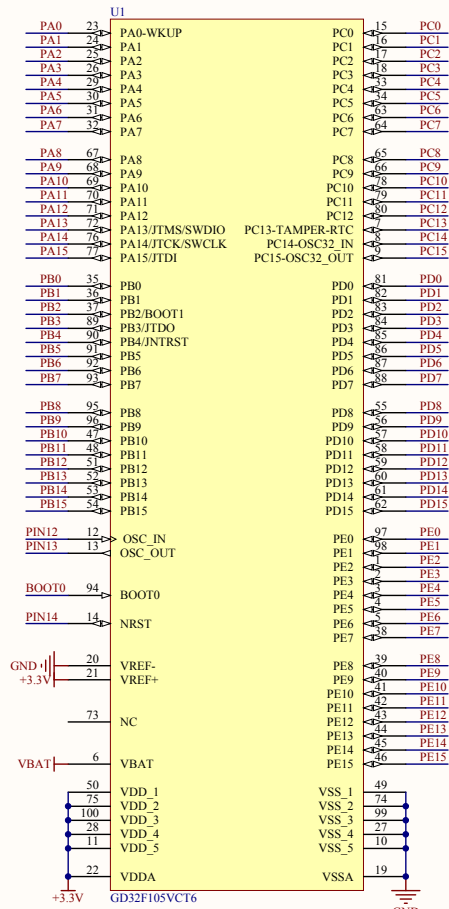 U1
PA0 23 PA0-WKUP PC0 15 PC0
PA1 24 PA1 PC1 16 PC1
PA2 25 PA2 PC2 17 PC2
PA3 26 PA3 PC3 18 PC3
PA4 29 PA4 PC4 33 PC4
PA5 30 PA5 PC5 34 PC5
PA6 31 PA6 PC6 63 PC6
PA7 32 PA7 PC7 64 PC7
PA8 67 PA8 PC8 65 PC8
PA9 68 PA9 PC9 66 PC9
PA10 69 PA10 PC10 78 PC10
PA11 70 PA11 PC11 79 PC11
PA12 71 PA12 PC12 80 PC12
PA13 72 PA13/JTMS/SWDIO PC13-TAMPER-RTC 7 PC13
PA14 76 PA14/JTCK/SWCLK PC14-OSC32_IN 8 PC14
PA15 77 PA15/JTDI PC15-OSC32_OUT 9 PC15
PB0 35 PB0 PD0 81 PD0
PB1 36 PB1 PD1 82 PD1
PB2 37 PB2/BOOT1 PD2 83 PD2
PB3 89 PB3/JTDO PD3 84 PD3
PB4 90 PB4/JNTRST PD4 85 PD4
PB5 91 PB5 PD5 86 PD5
PB6 92 PB6 PD6 87 PD6
PB7 93 PB7 PD7 88 PD7
PB8 95 PB8 PD8 55 PD8
PB9 96 PB9 PD9 56 PD9
PB10 47 PB10 PD10 57 PD10
PB11 48 PB11 PD11 58 PD11
PB12 51 PB12 PD12 59 PD12
PB13 52 PB13 PD13 60 PD13
PB14 53 PB14 PD14 61 PD14
PB15 54 PB15 PD15 62 PD15
PIN12 12 OSC_IN PE0 97 PE0
PIN13 13 OSC_OUT PE1 98 PE1
PE2 1 PE2
PE3 2 PE3
BOOT0 94 BOOT0 PE4 3 PE4
PE5 4 PE5
PIN14 14 NRST PE6 5 PE6
PE7 38 PE7
GND 20 VREF- PE8 39 PE8
+3.3V 21 VREF+ PE9 40 PE9
PE10 41 PE10
PE11 42 PE11
73 NC PE12 43 PE12
PE13 44 PE13
PE14 45 PE14
VBAT 6 VBAT PE15 46 PE15
50 VDD_1 VSS_1 49
75 VDD_2 VSS_2 74
100 VDD_3 VSS_3 99
28 VDD_4 VSS_4 27
11 VDD_5 VSS_5 10
22 VDDA VSSA 19
+3.3V GD32F105VCT6 GND